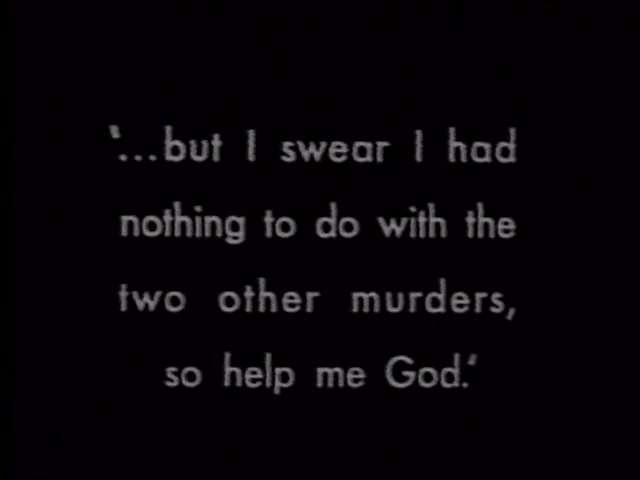 ‛...but I swear I had
nothing to do with the
two other murders,
so help me God.‘